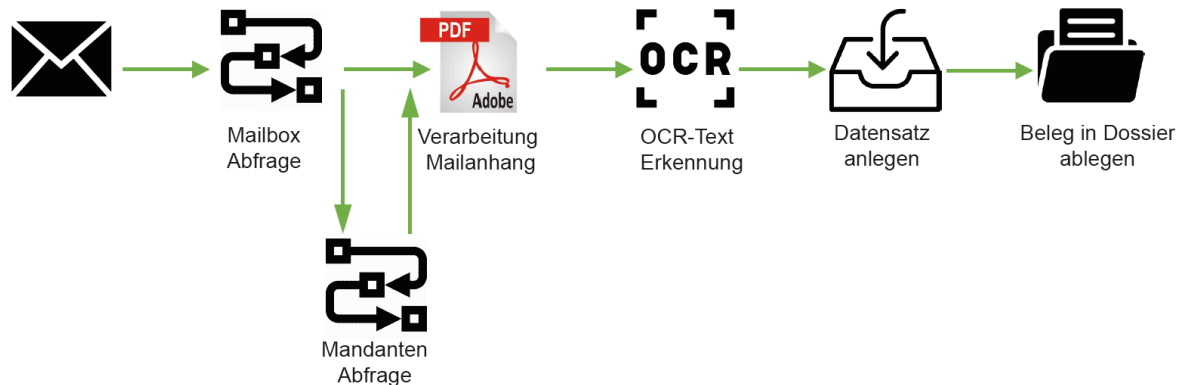 PDF
Adobe
OCR
Mailbox
Abfrage
Verarbeitung
Mailanhang
OCR-Text
Erkennung
Datensatz
anlegen
Beleg in Dossier
ablegen
Mandanten
Abfrage